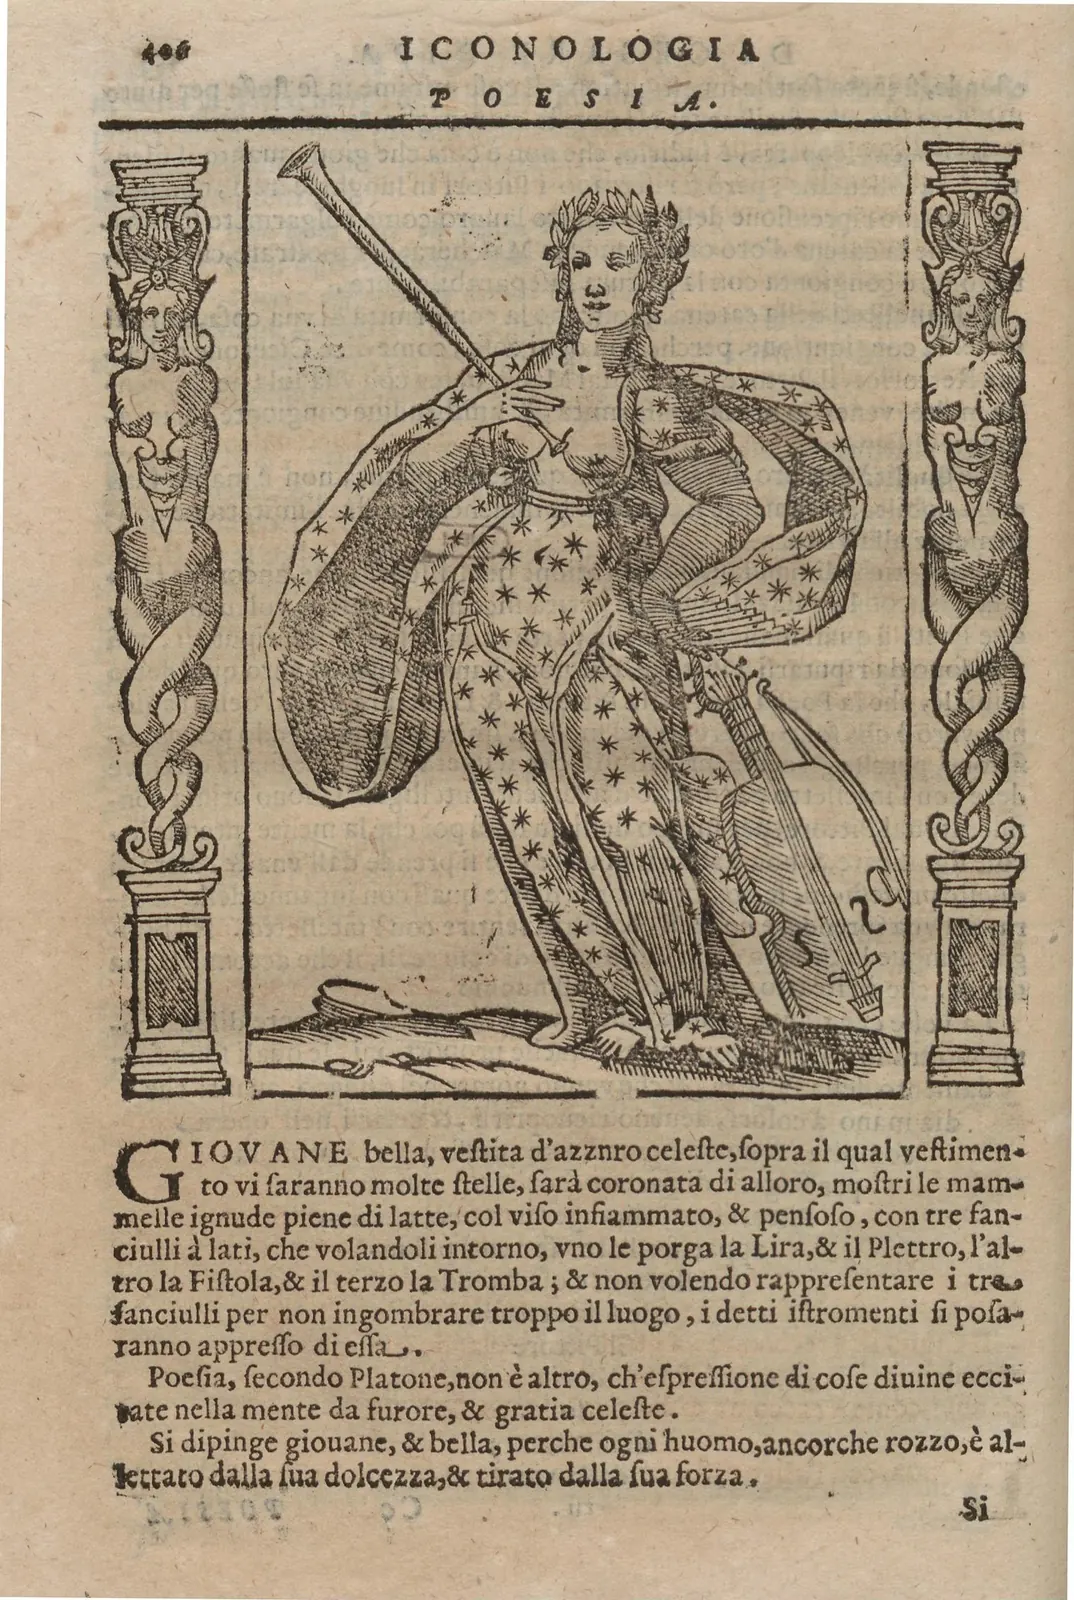 406
ICONOLOGIA
POESIA.
GIOVANE bella, veſtita d'azznro celeſte,ſopra il qual veſtimen-
to vi ſaranno molte ſtelle, ſarà coronata di alloro, moſtri le mam-
melle ignude piene di latte, col viſo infiammato, & penſoſo, con tre fan-
ciulli à lati, che volandoli intorno, vno le porga la Lira,& il Plettro, l'al-
tro la Fiſtola,& il terzo la Tromba; & non volendo rappreſentare i tre
fanciulli per non ingombrare troppo il luogo, i detti iſtromenti ſi poſa-
ranno appreſſo di eſſa.
Poeſia, ſecondo Platone,non è altro, ch'eſpreſſione di coſe diuine ecci-
tate nella mente da furore, & gratia celeſte.
Si dipinge giouane, & bella, perche ogni huomo,ancorche rozzo,è al-
lettato dalla ſua dolcezza,& tirato dalla ſua forza.
Si